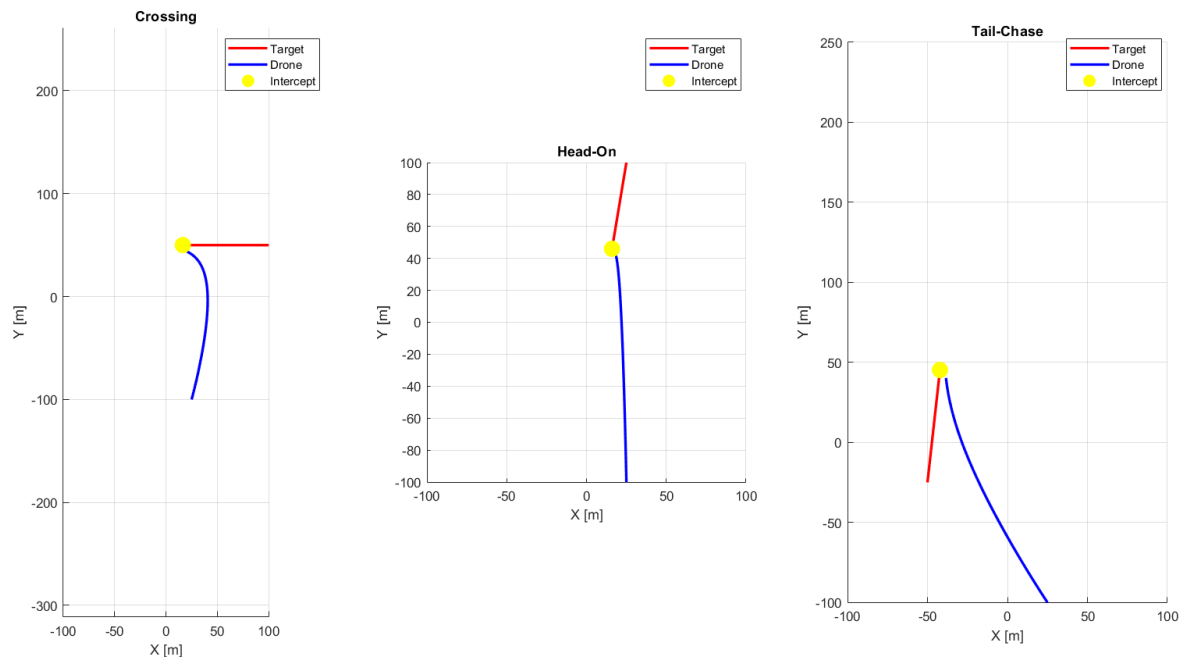 Crossing
Target
Drone
Intercept
200
100
0
-100
-200
-300
Y [m]
-100 -50 0 50 100
X [m]
Target
Drone
Intercept
Head-On
100
80
60
40
20
0
-20
-40
-60
-80
-100
Y [m]
-100 -50 0 50 100
X [m]
Tail-Chase
Target
Drone
Intercept
250
200
150
100
50
0
-50
-100
Y [m]
-100 -50 0 50 100
X [m]